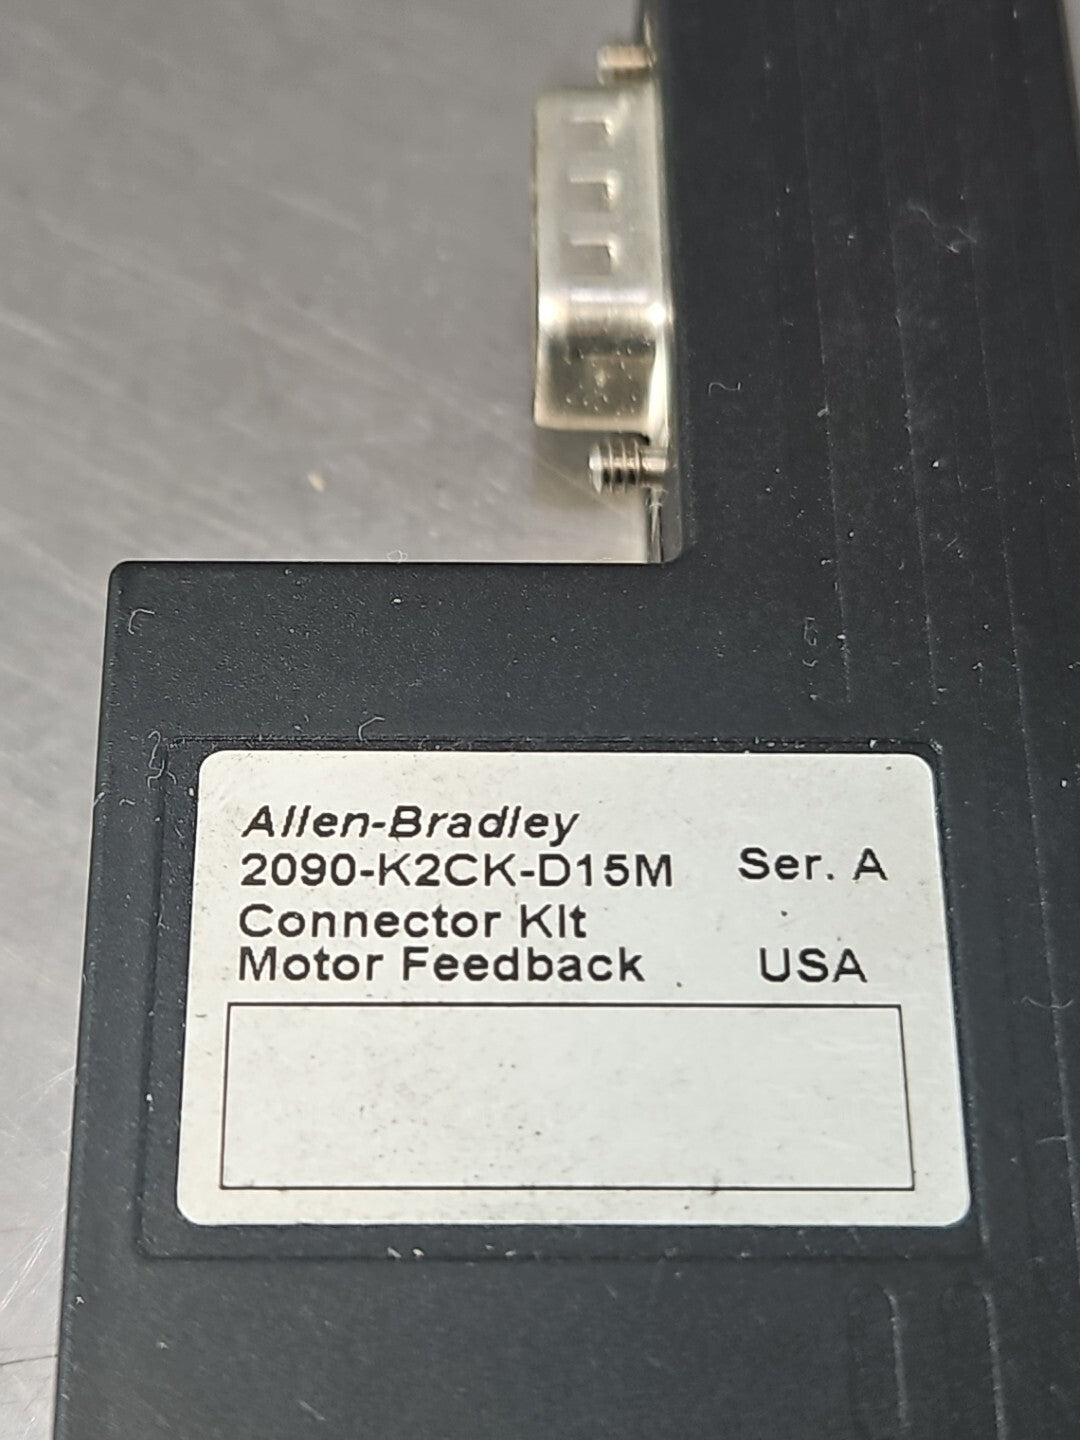 Allen-Bradley
2090-K2CK-D15M Ser. A
Connector Kit
Motor Feedback USA